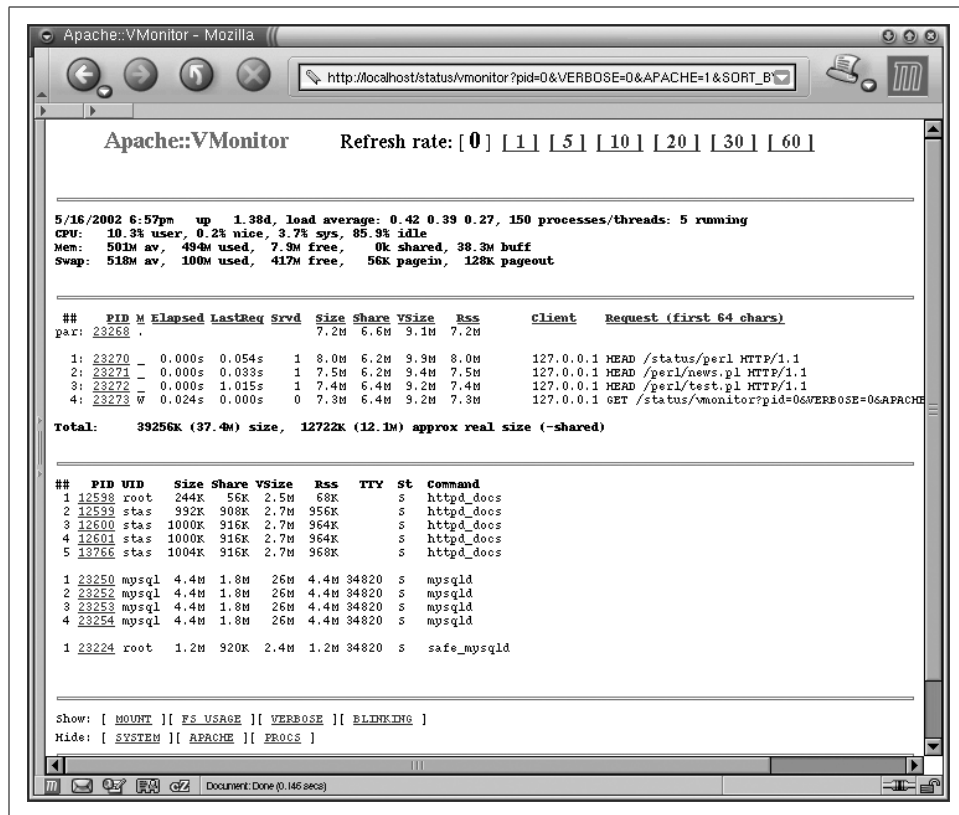 Apache::VMonitor - Mozilla
http://localhost/status/vmonitor?pid=0&VERBOSE=0&APACHE=1&SORT_BY
Apache::VMonitor Refresh rate: [ 0 ] [ 1 ] [ 5 ] [ 10 ] [ 20 ] [ 30 ] [ 60 ]
5/16/2002 6:57pm up 1.38d, load average: 0.42 0.39 0.27, 150 processes/threads: 5 running
CPU: 10.3% user, 0.2% nice, 3.7% sys, 85.9% idle
Mem: 501M av, 494M used, 7.9M free, 0k shared, 38.3M buff
Swap: 518M av, 100M used, 417M free, 56K pagein, 128K pageout
## PID M Elapsed LastReq Srvd Size Share VSize Rss Client Request (first 64 chars)
par: 23268 . 7.2M 6.6M 9.1M 7.2M
1: 23270 _ 0.000s 0.054s 1 8.0M 6.2M 9.9M 8.0M 127.0.0.1 HEAD /status/perl HTTP/1.1
2: 23271 _ 0.000s 0.033s 1 7.5M 6.2M 9.4M 7.5M 127.0.0.1 HEAD /perl/news.pl HTTP/1.1
3: 23272 _ 0.000s 1.015s 1 7.4M 6.4M 9.2M 7.4M 127.0.0.1 HEAD /perl/test.pl HTTP/1.1
4: 23273 W 0.024s 0.000s 0 7.3M 6.4M 9.2M 7.3M 127.0.0.1 GET /status/vmonitor?pid=0&VERBOSE=0&APACHE
Total: 39256K (37.4M) size, 12722K (12.1M) approx real size (-shared)
## PID UID Size Share VSize Rss TTY St Command
1 12598 root 244K 56K 2.5M 68K S httpd_docs
2 12599 stas 992K 908K 2.7M 956K S httpd_docs
3 12600 stas 1000K 916K 2.7M 964K S httpd_docs
4 12601 stas 1000K 916K 2.7M 964K S httpd_docs
5 13766 stas 1004K 916K 2.7M 968K S httpd_docs
1 23250 mysql 4.4M 1.8M 26M 4.4M 34820 S mysqld
2 23252 mysql 4.4M 1.8M 26M 4.4M 34820 S mysqld
3 23253 mysql 4.4M 1.8M 26M 4.4M 34820 S mysqld
4 23254 mysql 4.4M 1.8M 26M 4.4M 34820 S mysqld
1 23224 root 1.2M 920K 2.4M 1.2M 34820 S safe_mysqld
Show: [ MOUNT ][ FS_USAGE ][ VERBOSE ][ BLINKING ]
Hide: [ SYSTEM ][ APACHE ][ PROCS ]
Document: Done (0.146 secs)